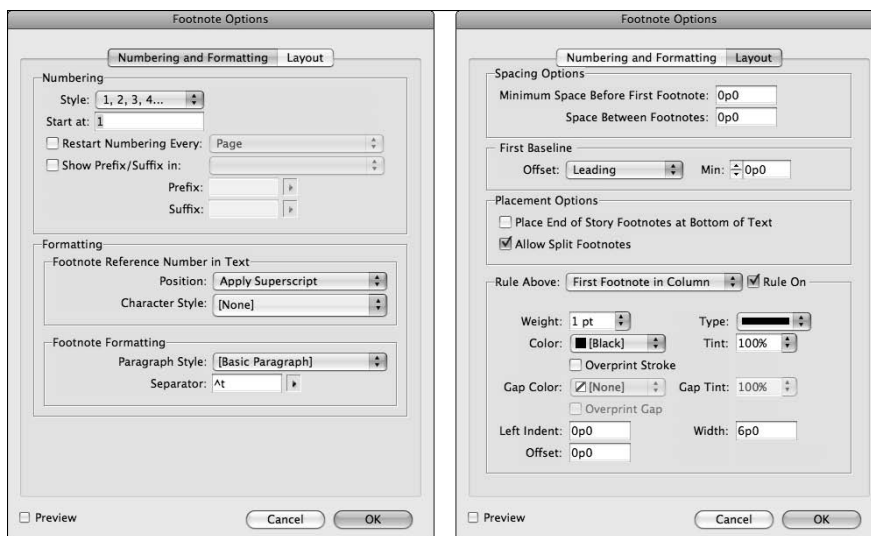 Footnote Options
Numbering and Formatting Layout
Numbering
Style: 1, 2, 3, 4...
Start at: 1
Restart Numbering Every: Page
Show Prefix/Suffix in:
Prefix:
Suffix:
Formatting
Footnote Reference Number in Text
Position: Apply Superscript
Character Style: [None]
Footnote Formatting
Paragraph Style: [Basic Paragraph]
Separator: ^t
Preview Cancel OK
Footnote Options
Numbering and Formatting Layout
Spacing Options
Minimum Space Before First Footnote: 0p0
Space Between Footnotes: 0p0
First Baseline
Offset: Leading Min: 0p0
Placement Options
Place End of Story Footnotes at Bottom of Text
Allow Split Footnotes
Rule Above: First Footnote in Column Rule On
Weight: 1 pt Type:
Color: [Black] Tint: 100%
Overprint Stroke
Gap Color: [None] Gap Tint: 100%
Overprint Gap
Left Indent: 0p0 Width: 6p0
Offset: 0p0
Preview Cancel OK